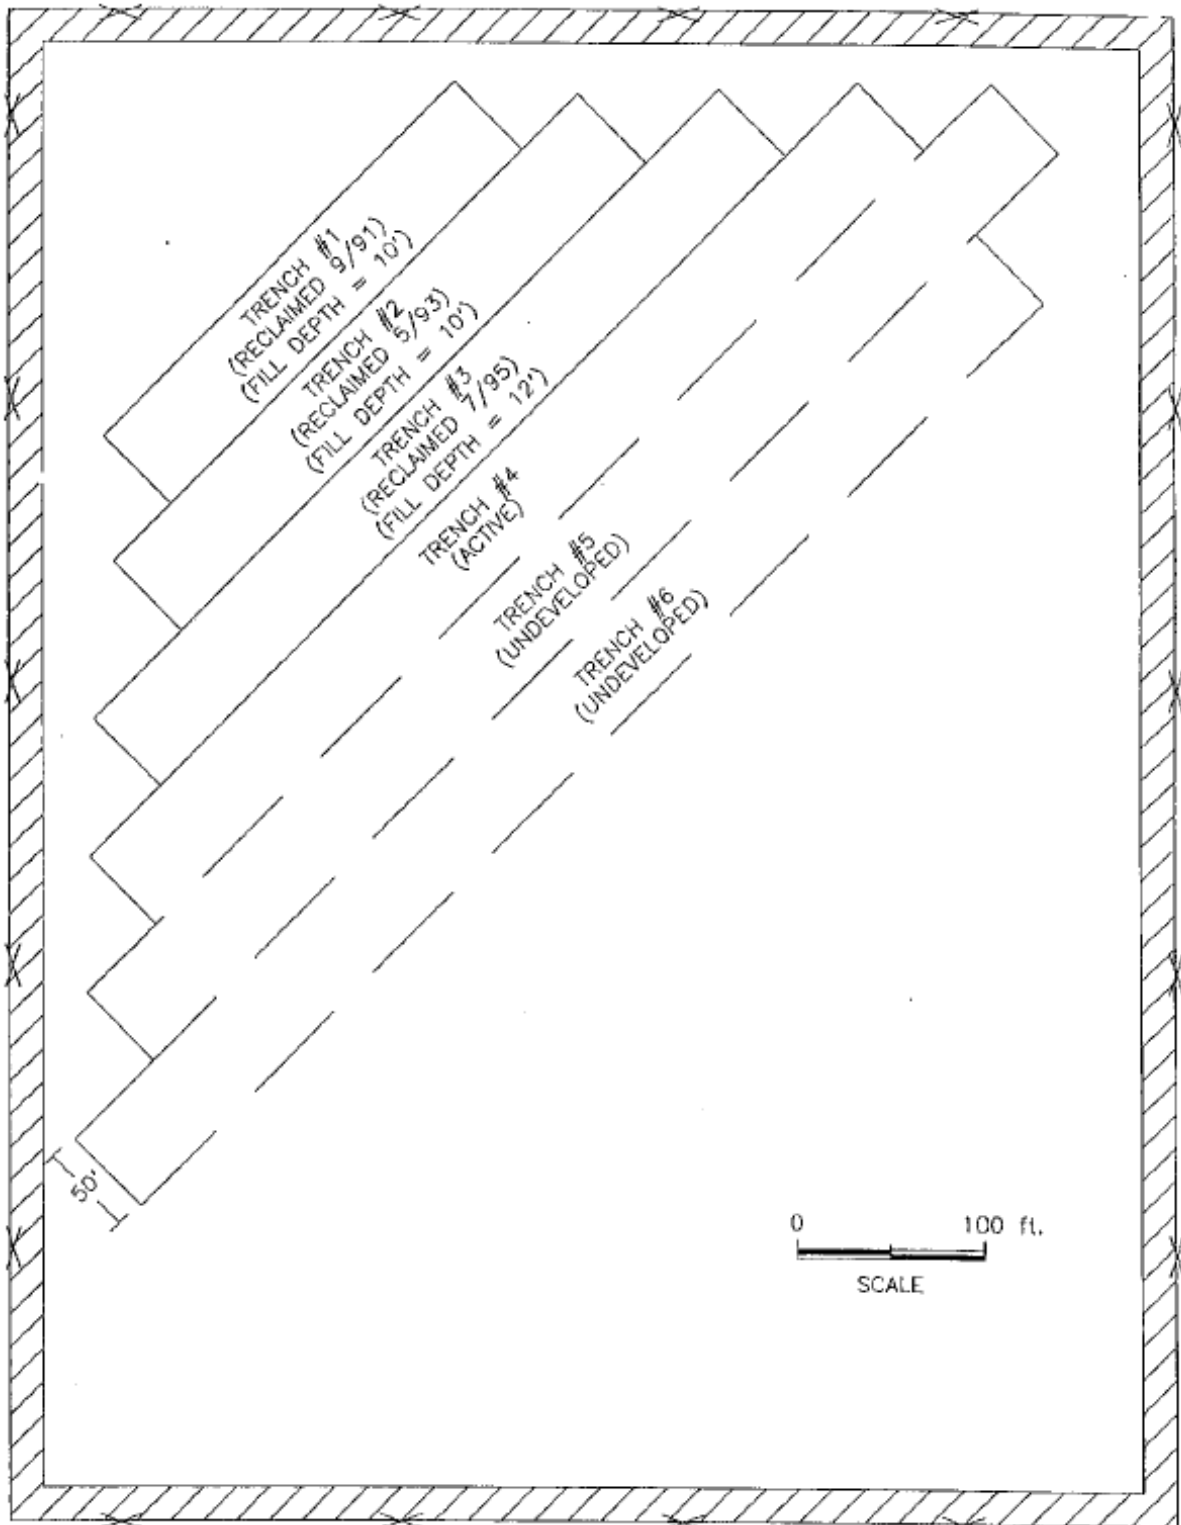 TRENCH #1
(RECLAIMED 9/91)
(FILL DEPTH = 10')
TRENCH #2
(RECLAIMED 5/93)
(FILL DEPTH = 10')
TRENCH #3
(RECLAIMED 7/95)
(FILL DEPTH = 12')
TRENCH #4
(ACTIVE)
TRENCH #5
(UNDEVELOPED)
TRENCH #6
(UNDEVELOPED)
50'
0 100 ft.
SCALE